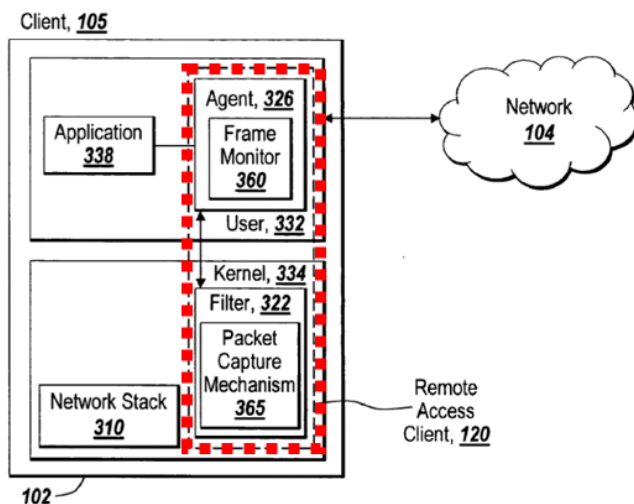 Client, 105
Agent, 326
Application
338
Frame
Monitor
360
User, 332
Network
104
Kernel, 334
Filter, 322
Packet
Capture
Mechanism
365
Network Stack
310
Remote
Access
Client, 120
102